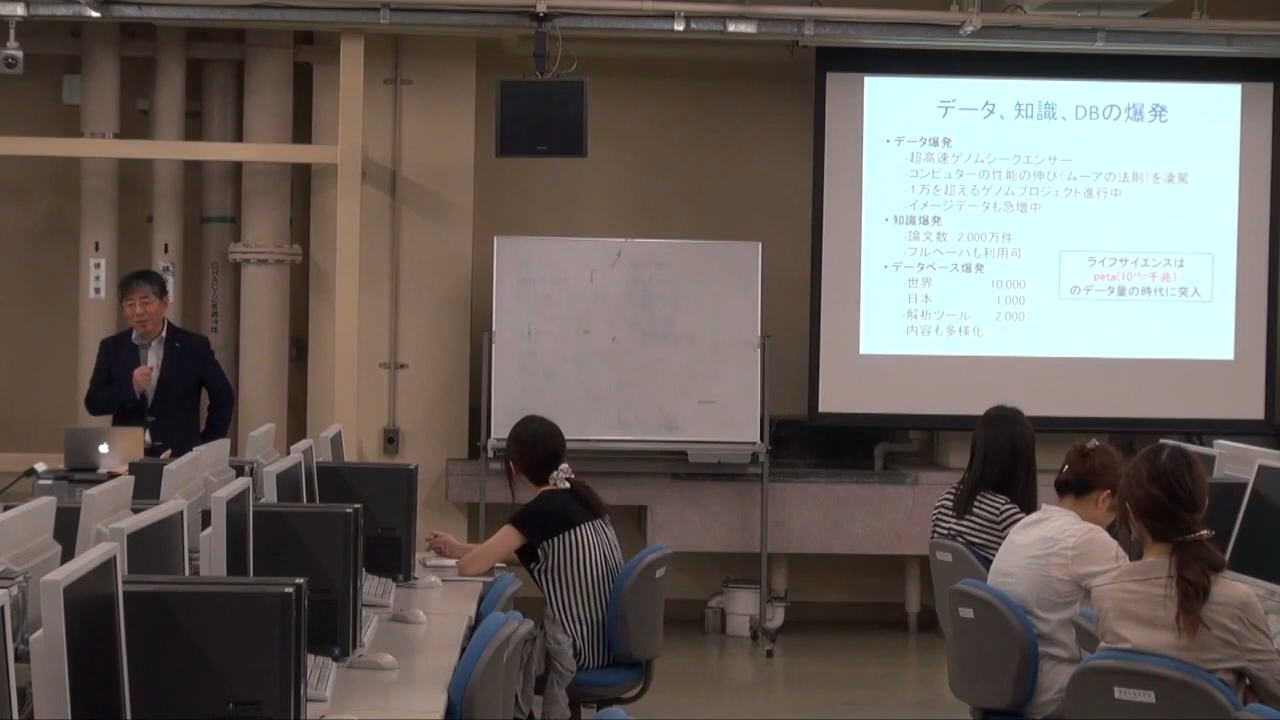 データ、知識、DBの爆発
・データ爆発
-超高速ゲノムシークエンサー
-コンピュターの性能の伸び(ムーアの法則)を凌駕
-1万を超えるゲノムプロジェクト進行中
-イメージデータも急増中
・知識爆発
-論文数 2,000万件
フルペーパも利用可
・データベース爆発
-世界 10,000
-日本 1,000
-解析ツール 2,000
-内容も多様化
ライフサイエンスは
peta(10¹⁵=千兆)
のデータ量の時代に突入
排水管